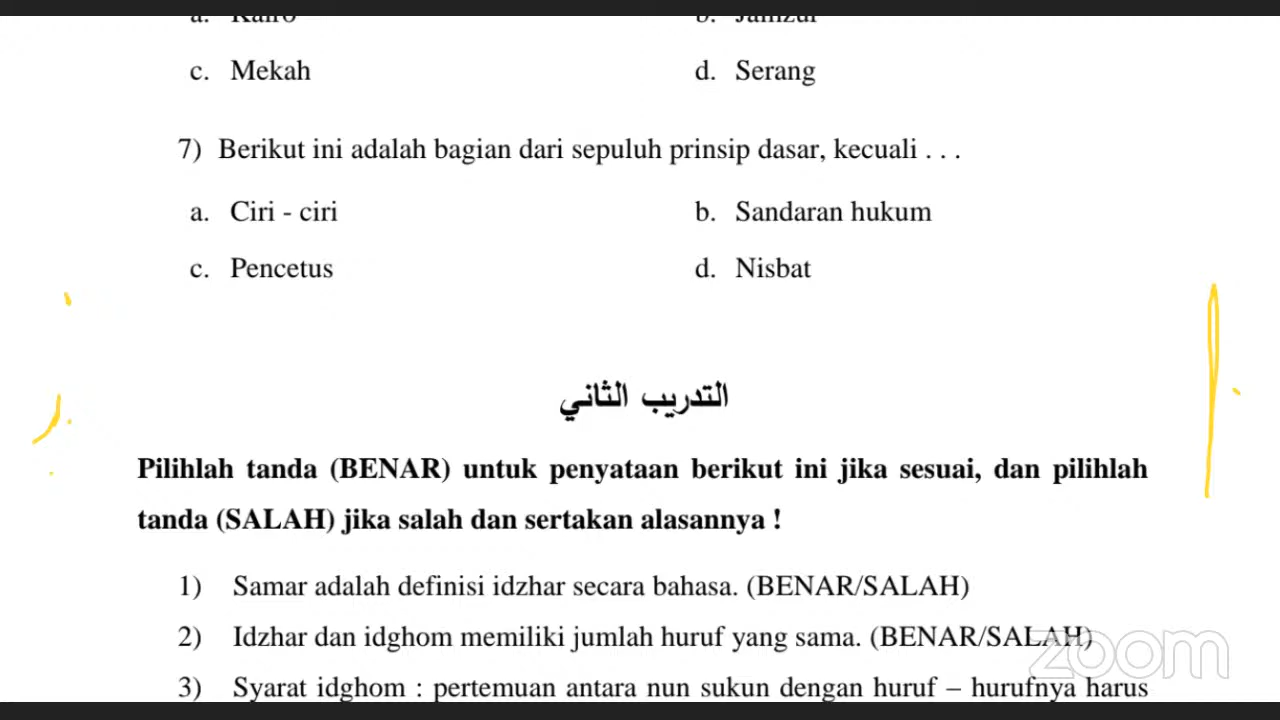 c. Mekah
d. Serang
7) Berikut ini adalah bagian dari sepuluh prinsip dasar, kecuali . . .
a. Ciri - ciri
b. Sandaran hukum
c. Pencetus
d. Nisbat
التدريب الثاني
Pilihlah tanda (BENAR) untuk penyataan berikut ini jika sesuai, dan pilihlah
tanda (SALAH) jika salah dan sertakan alasannya !
1) Samar adalah definisi idzhar secara bahasa. (BENAR/SALAH)
2) Idzhar dan idghom memiliki jumlah huruf yang sama. (BENAR/SALAH)
zoom
3) Syarat idghom : pertemuan antara nun sukun dengan huruf – hurufnya harus